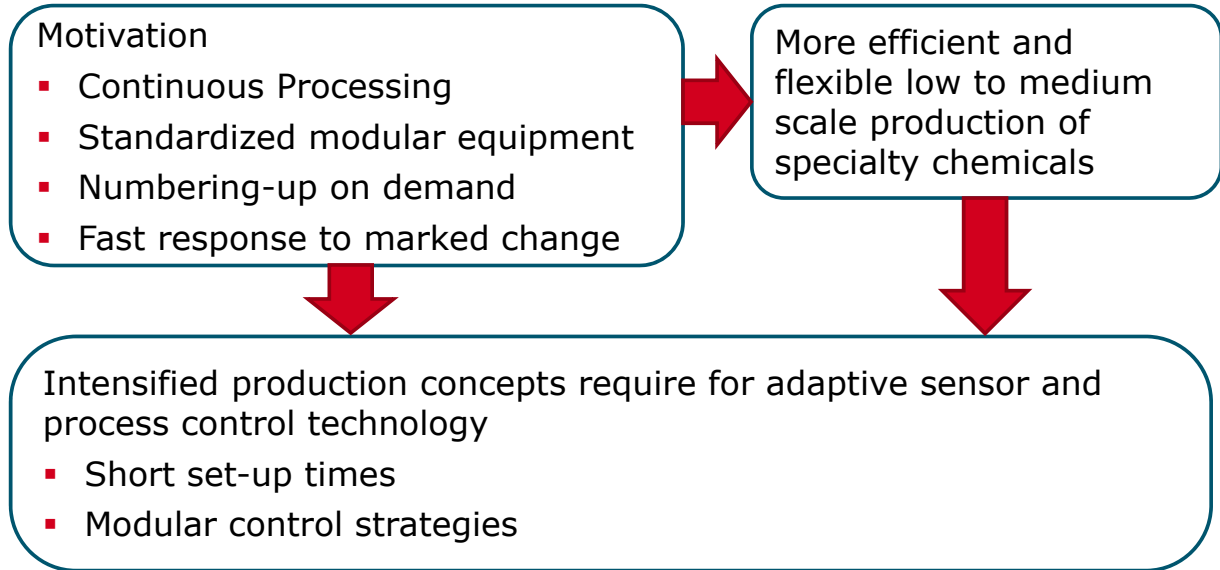 Motivation
▪ Continuous Processing
▪ Standardized modular equipment
▪ Numbering-up on demand
▪ Fast response to marked change
More efficient and
flexible low to medium
scale production of
specialty chemicals
Intensified production concepts require for adaptive sensor and
process control technology
▪ Short set-up times
▪ Modular control strategies